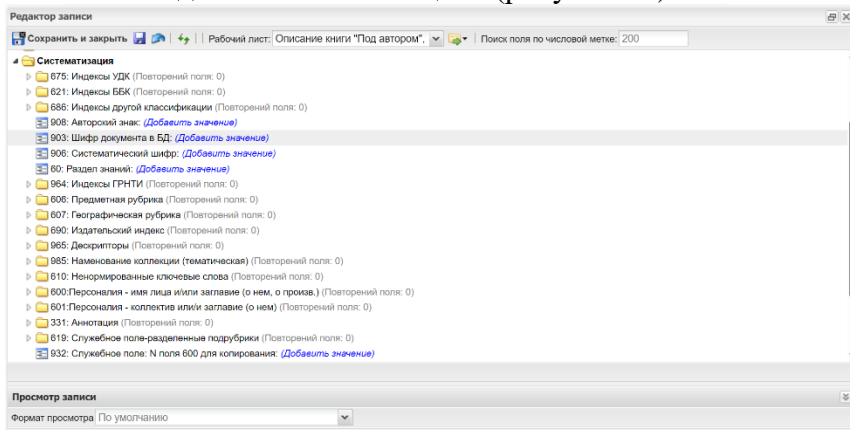 Редактор записи
Сохранить и закрыть Рабочий лист: Описание книги "Под автором", Поиск поля по числовой метке: 200
Систематизация
675: Индексы УДК (Повторений поля: 0)
621: Индексы ББК (Повторений поля: 0)
686: Индексы другой классификации (Повторений поля: 0)
908: Авторский знак: (Добавить значение)
903: Шифр документа в БД: (Добавить значение)
906: Систематический шифр: (Добавить значение)
60: Раздел знаний: (Добавить значение)
964: Индексы ГРНТИ (Повторений поля: 0)
606: Предметная рубрика (Повторений поля: 0)
607: Географическая рубрика (Повторений поля: 0)
690: Издательский индекс (Повторений поля: 0)
965: Дескрипторы (Повторений поля: 0)
985: Наменование коллекции (тематическая) (Повторений поля: 0)
610: Ненормированные ключевые слова (Повторений поля: 0)
600:Персоналия - имя лица и/или заглавие (о нем, о произв.) (Повторений поля: 0)
601:Персоналия - коллектив или/и заглавие (о нем) (Повторений поля: 0)
331: Аннотация (Повторений поля: 0)
619: Служебное поле-разделенные подрубрики (Повторений поля: 0)
932: Служебное поле: N поля 600 для копирования: (Добавить значение)
Просмотр записи
Формат просмотра По умолчанию